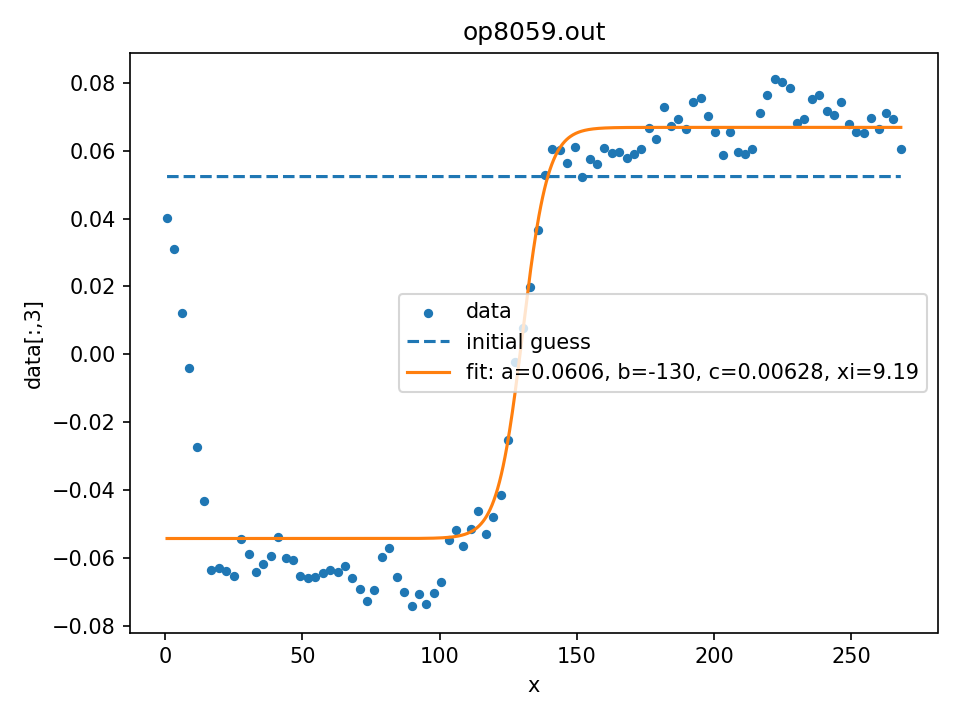 op8059.out
data[:,3]
0.08
0.06
0.04
0.02
0.00
−0.02
−0.04
−0.06
−0.08
data
initial guess
fit: a=0.0606, b=-130, c=0.00628, xi=9.19
0 50 100 150 200 250
x